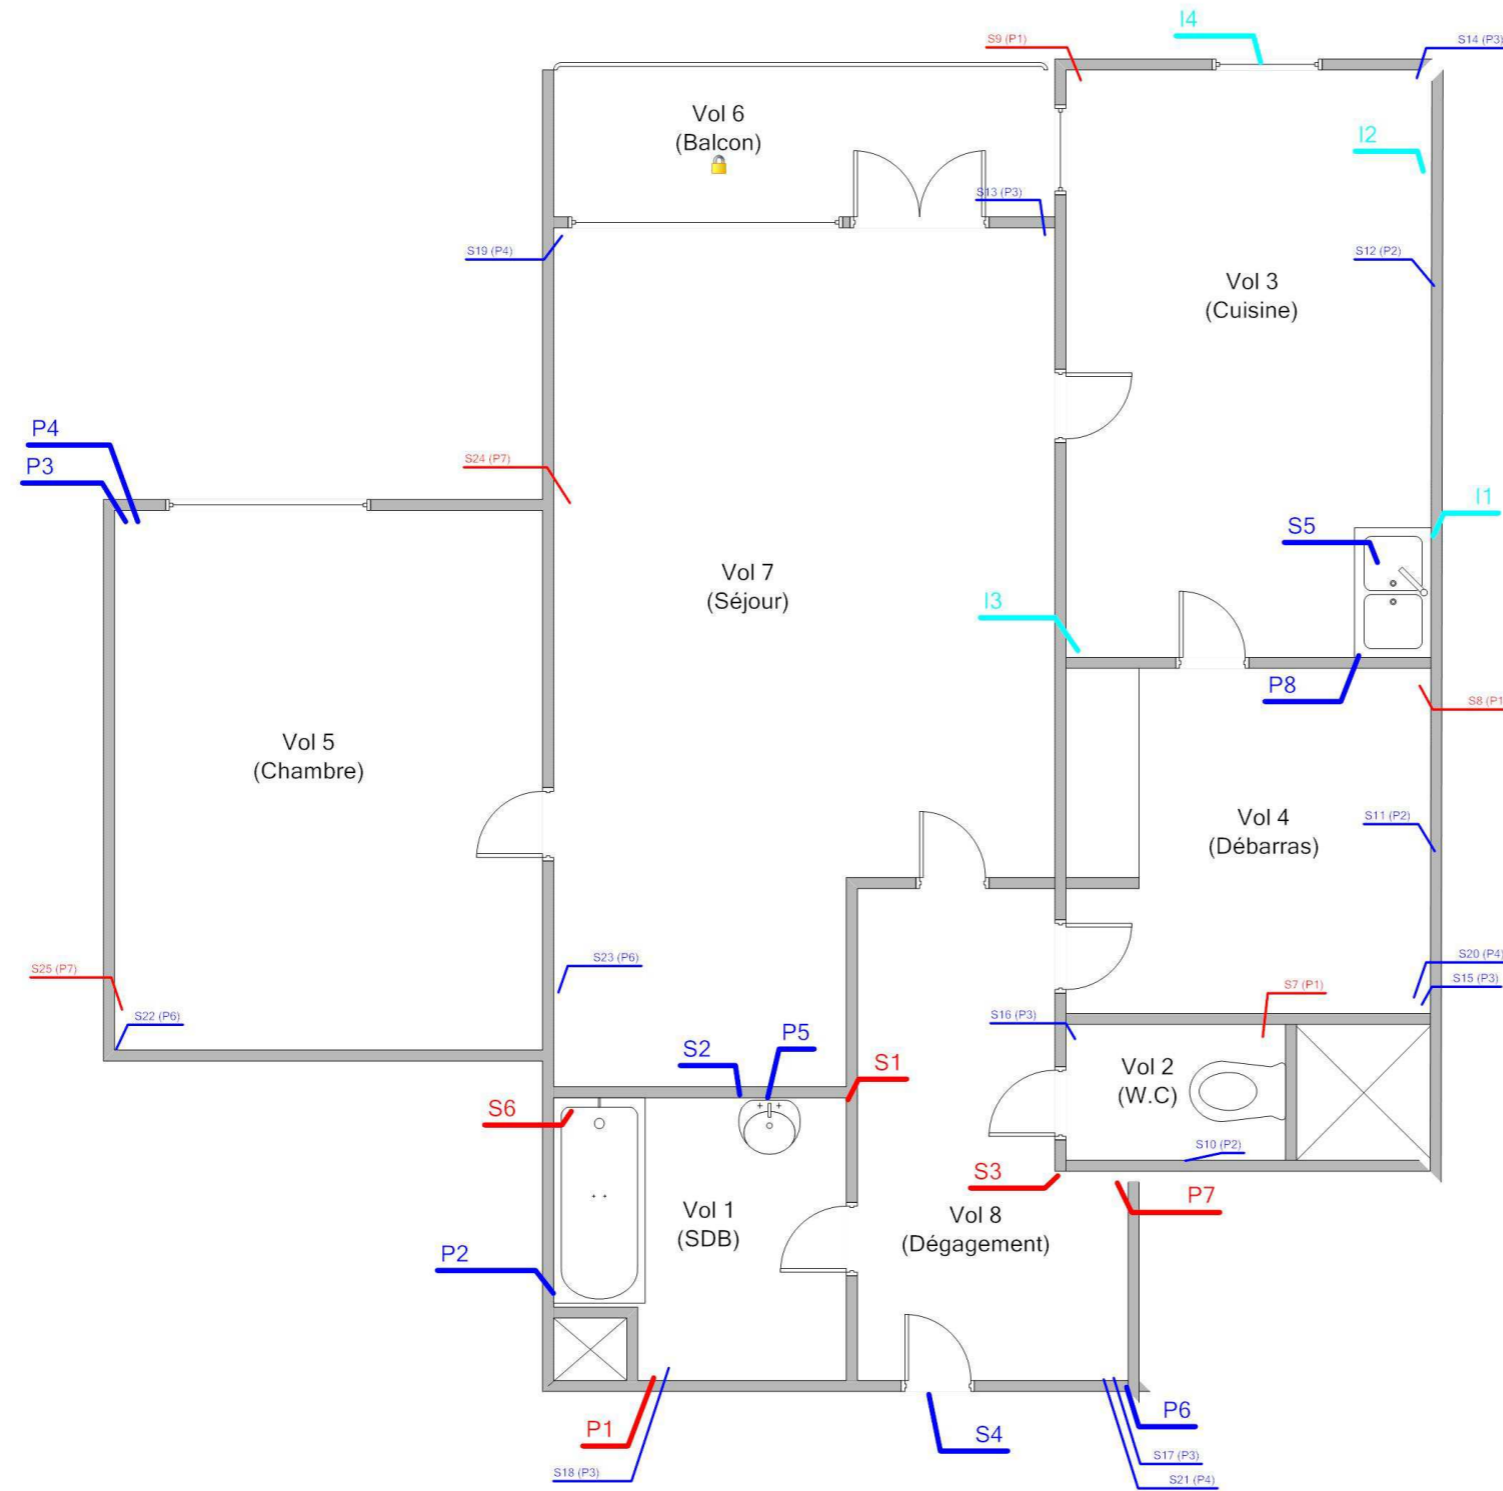 I4
S9 (P1)
S14 (P3)
Vol 6
(Balcon)
I2
S13 (P3)
S19 (P4)
S12 (P2)
Vol 3
(Cuisine)
P4
P3
S24 (P7)
I1
S5
Vol 7
(Séjour)
I3
P8
S8 (P1
Vol 5
(Chambre)
Vol 4
(Débarras)
S11 (P2)
S23 (P6)
S20 (P4)
S25 (P7)
S15 (P3)
S7 (P1)
S22 (P6)
S16 (P3)
P5
S2
S1
Vol 2
(W.C)
S6
S10 (P2)
S3
P7
Vol 1
(SDB)
Vol 8
(Dégagement)
P2
P6
P1
S4
S17 (P3)
S18 (P3)
S21 (P4)